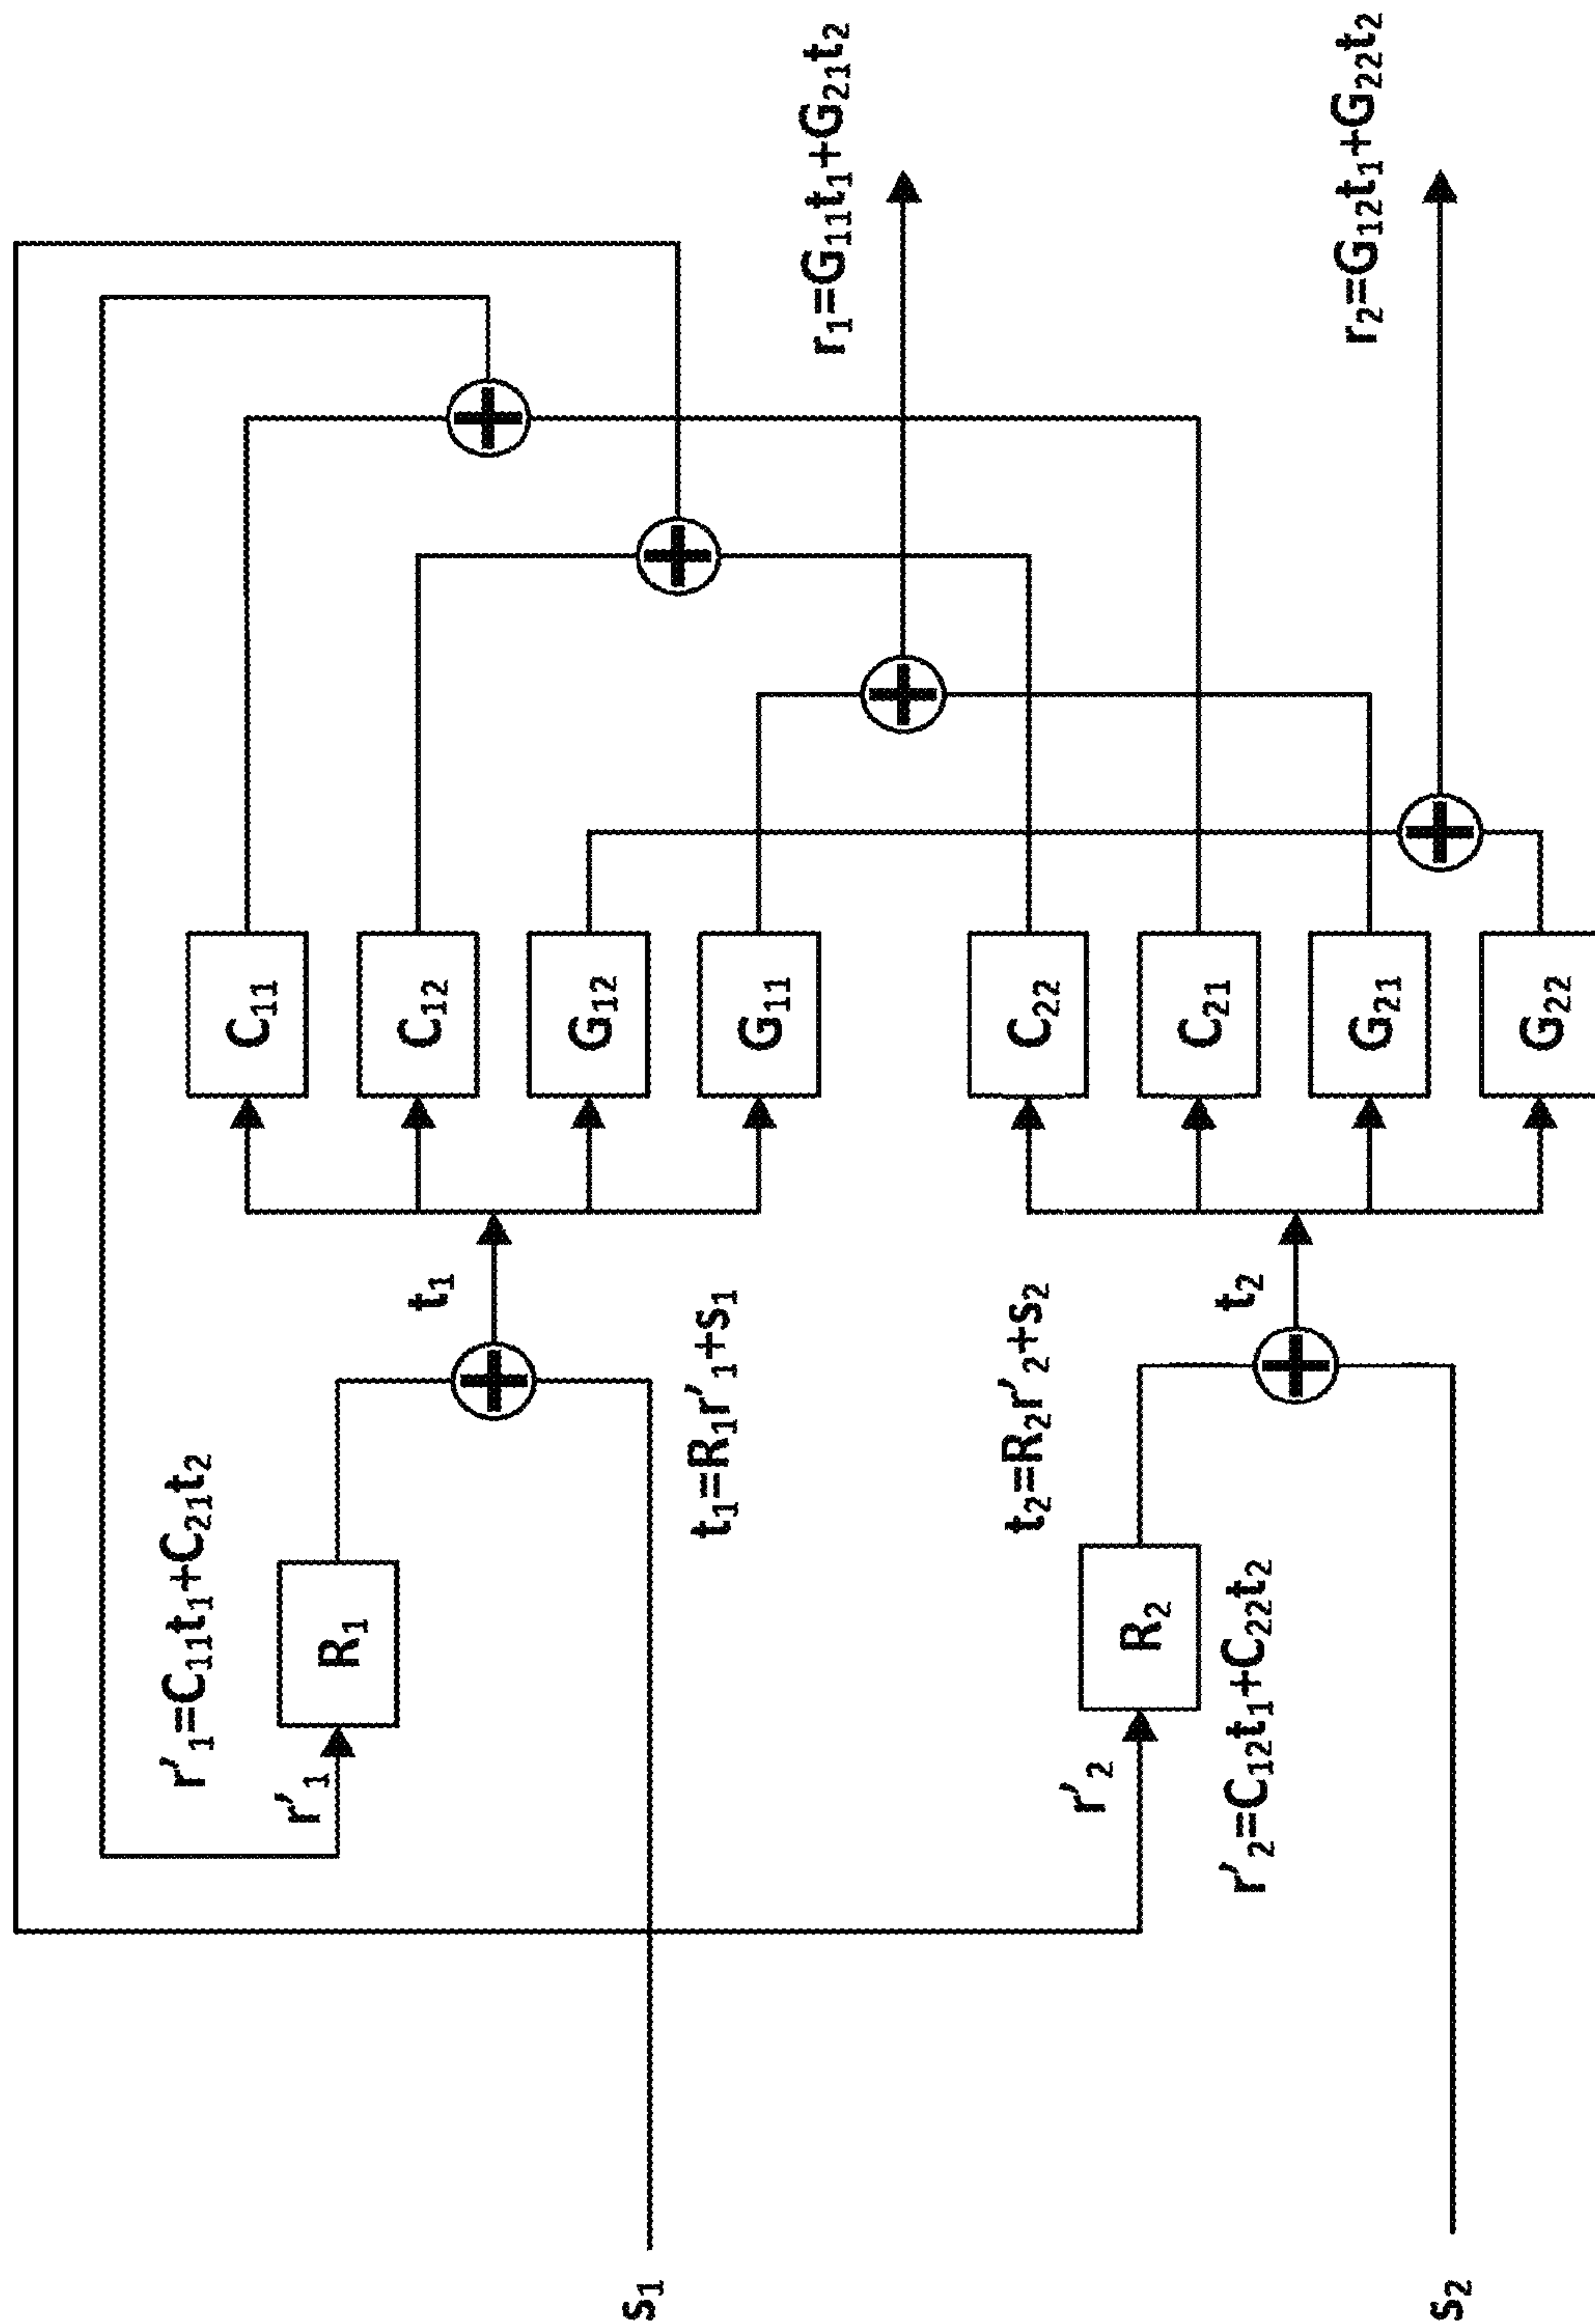 r'₁=C₁₁t₁+C₂₁t₂
r'₁
R₁
t₁
t₁=R₁r'₁+s₁
s₁
C₁₁
C₁₂
G₁₂
G₁₁
r₁=G₁₁t₁+G₂₁t₂
t₂=R₂r'₂+s₂
r'₂
R₂
t₂
r'₂=C₁₂t₁+C₂₂t₂
s₂
C₂₂
C₂₁
G₂₁
G₂₂
r₂=G₁₂t₁+G₂₂t₂